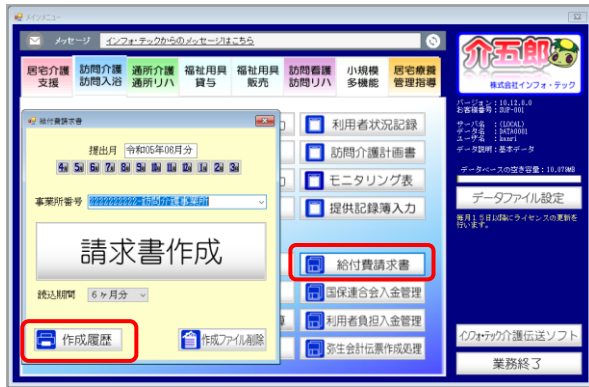 メインメニュー
メッセージ インフォ・テックからのメッセージはこちら
居宅介護支援
訪問介護訪問入浴
通所介護通所リハ
福祉用具貸与
福祉用具販売
訪問看護訪問リハ
小規模多機能
居宅療養管理指導
利用者状況記録
訪問介護計画書
モニタリング表
提供記録簿入力
給付費請求書
国保連合会入金管理
利用者負担入金管理
弥生会計伝票作成処理
給付費請求書
提出月 令和05年08月分
4月 5月 6月 7月 8月 9月 10月 11月 12月 1月 2月 3月
事業所番号 2222222222-訪問介護事業所
請求書作成
読込期間 6ヶ月分
作成履歴
作成ファイル削除
介五郎
株式会社インフォ・テック
バージョン:10.12.0.0
お客様番号:SUP-001
サーバ名 :(LOCAL)
データ名 :DATA0001
ユーザ名 :kanri
データ説明:基本データ
データベースの空き容量:10,079MB
データファイル設定
毎月15日以降にライセンスの更新を行います。
インフォ・テック介護伝送ソフト
業務終了